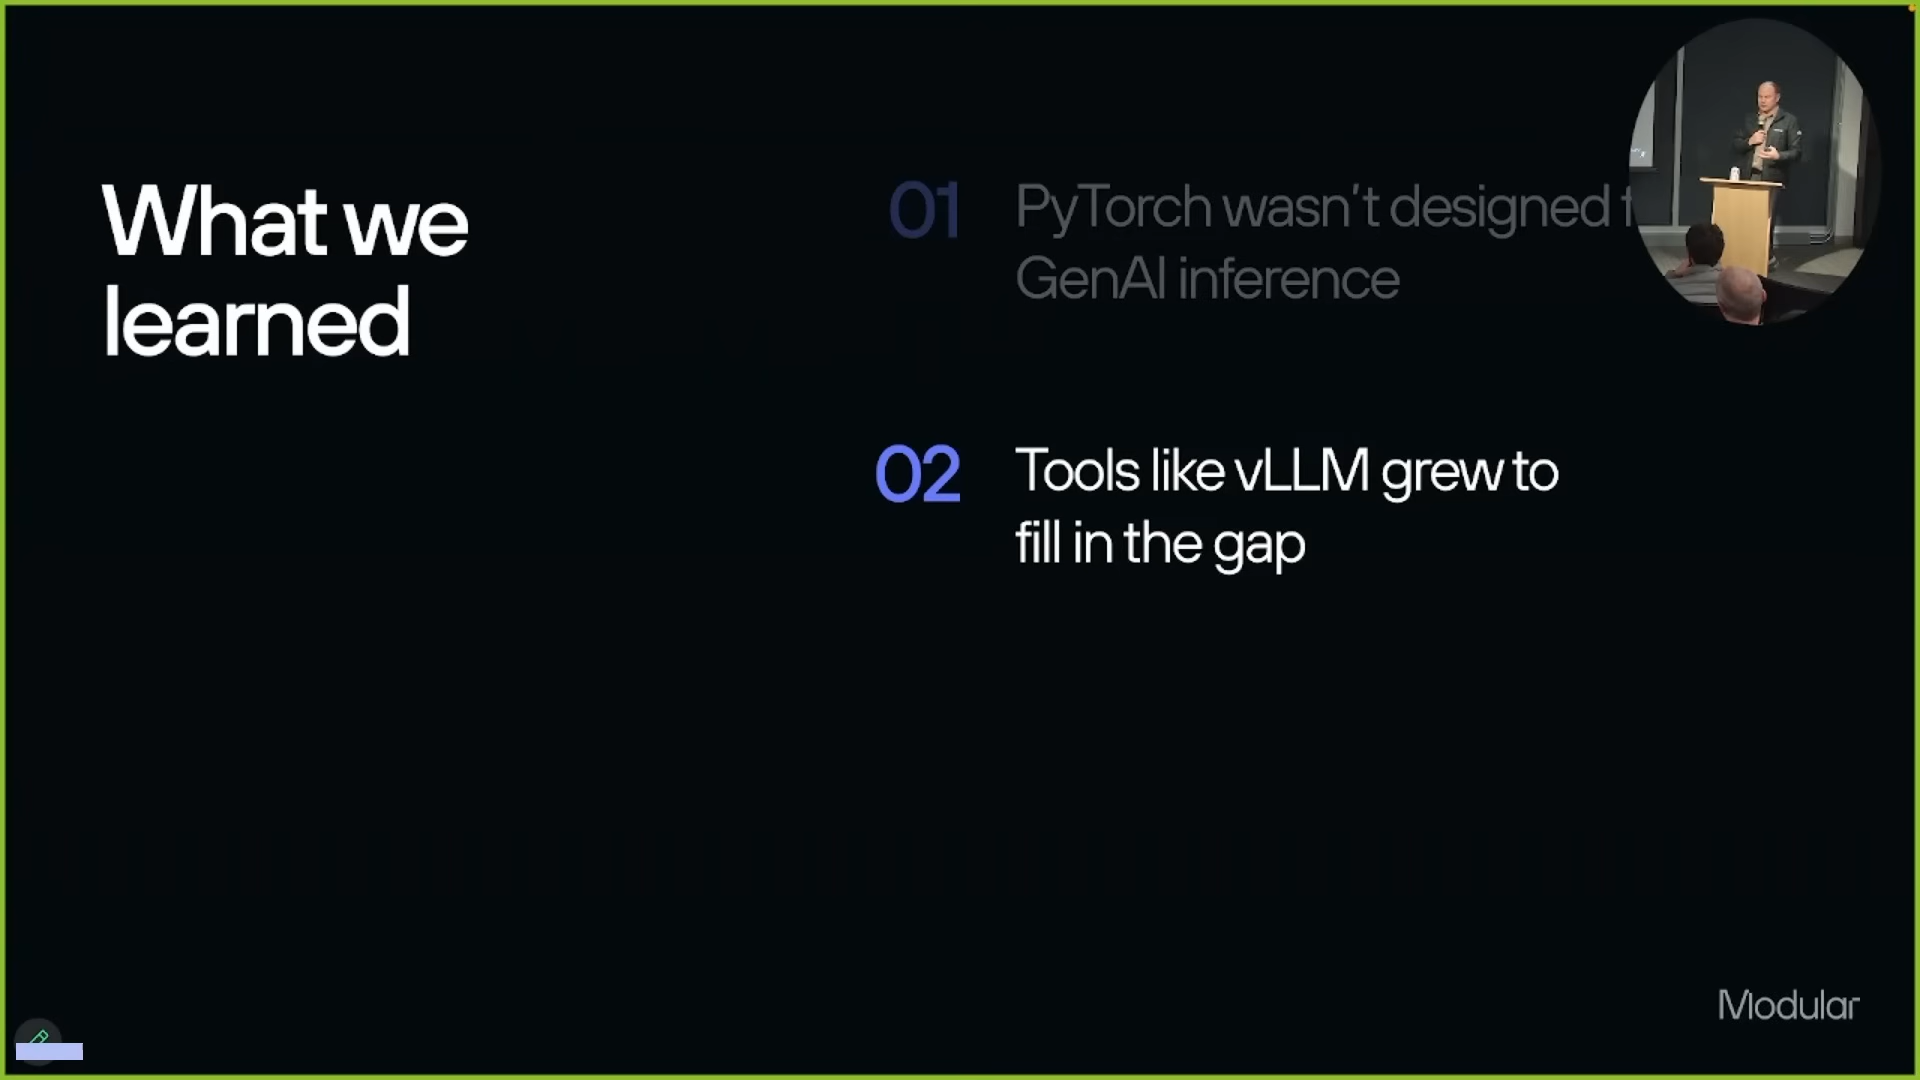 What we
learned
01
PyTorch wasn't designed f
GenAI inference
02
Tools like vLLM grew to
fill in the gap
Modular